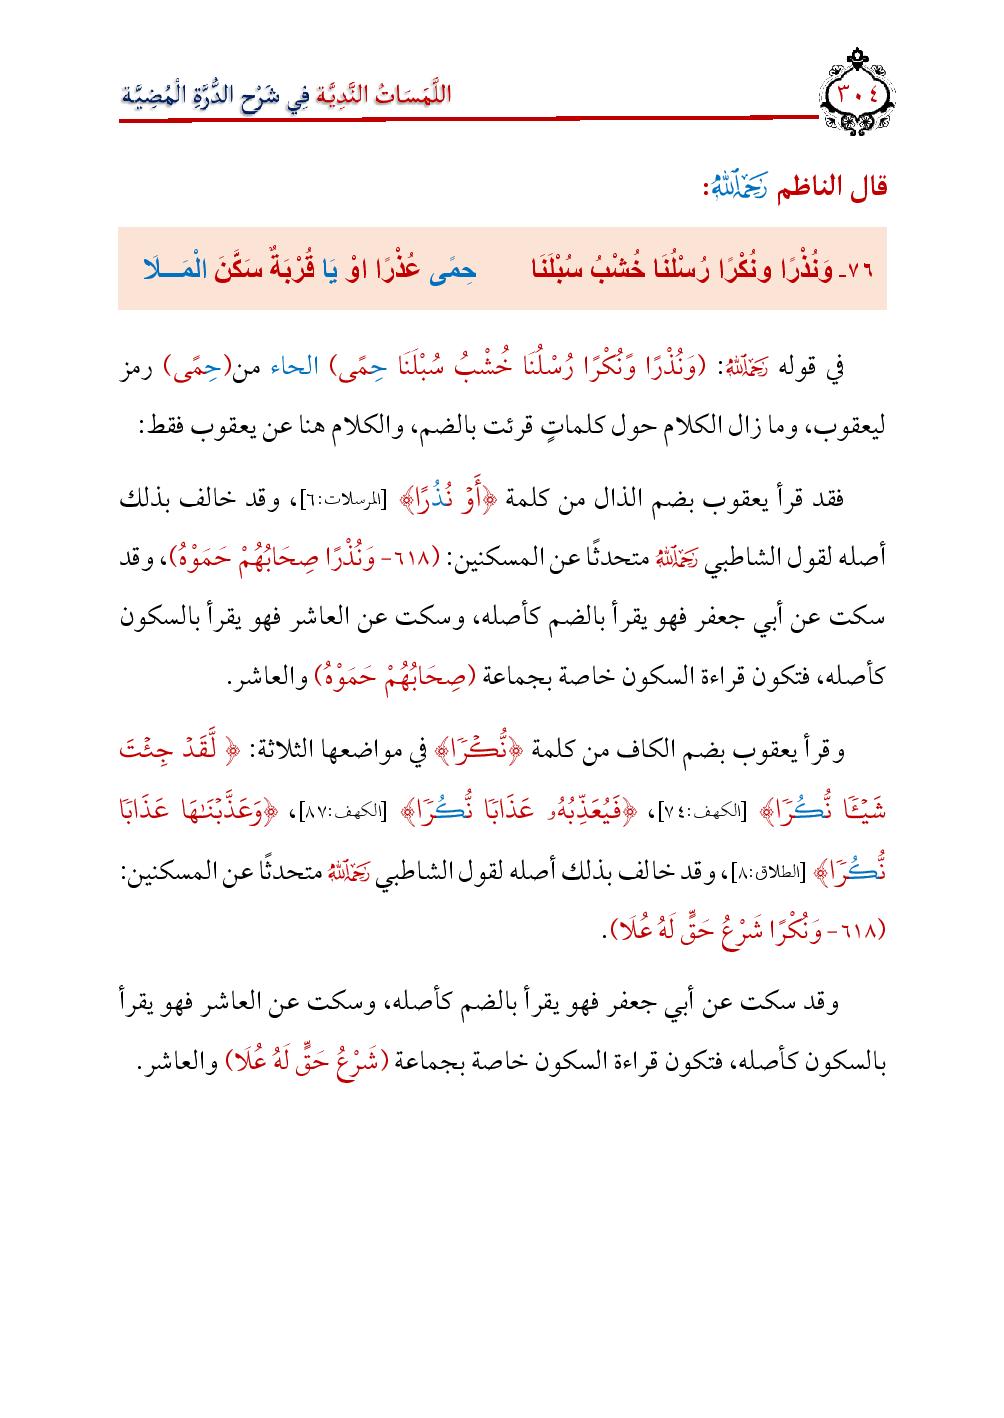 ٣٠٤
اللَّمَسَاتُ النَّدِيَّة فِي شَرْحِ الدُّرَّةِ الْمُضِيَّة
قال الناظم رَحِمَهُ اللَّهُ:
٧٦ـ وَنُذْرًا ونُكْرًا رُسْلُنَا خُشْبُ سُبْلَنَا حِمًى عُذْرًا اوْ يَا قُرْبَةٌ سَكَّنَ الْمَـــلَا
في قوله رَحِمَهُ اللَّهُ: (وَنُذْرًا وَّنُكْرًا رُسْلُنَا خُشْبُ سُبْلَنَا حِمًى) الحاء من(حِمًى) رمز
ليعقوب، وما زال الكلام حول كلماتٍ قرئت بالضم، والكلام هنا عن يعقوب فقط:
فقد قرأ يعقوب بضم الذال من كلمة ﴿أَوۡ نُذُرًا﴾ [المرسلات:٦]، وقد خالف بذلك
أصله لقول الشاطبي رَحِمَهُ اللَّهُ متحدثًا عن المسكنين: (٦١٨- وَنُذْرًا صِحَابُهُمْ حَمَوْهُ)، وقد
سكت عن أبي جعفر فهو يقرأ بالضم كأصله، وسكت عن العاشر فهو يقرأ بالسكون
كأصله، فتكون قراءة السكون خاصة بجماعة (صِحَابُهُمْ حَمَوْهُ) والعاشر.
وقرأ يعقوب بضم الكاف من كلمة ﴿نُّكۡرٗا﴾ في مواضعها الثلاثة: ﴿ لَّقَدۡ جِئۡتَ
شَيۡـٔٗا نُّكُرٗا﴾ [الكهف:٧٤]، ﴿فَيُعَذِّبُهُۥ عَذَابٗا نُّكُرٗا﴾ [الكهف:٨٧]، ﴿وَعَذَّبۡنَٰهَا عَذَابٗا
نُّكُرٗا﴾ [الطلاق:٨]، وقد خالف بذلك أصله لقول الشاطبي رَحِمَهُ اللَّهُ متحدثًا عن المسكنين:
(٦١٨- وَنُكْرًا شَرْعُ حَقٍّ لَهُ عُلَا).
وقد سكت عن أبي جعفر فهو يقرأ بالضم كأصله، وسكت عن العاشر فهو يقرأ
بالسكون كأصله، فتكون قراءة السكون خاصة بجماعة (شَرْعُ حَقٍّ لَهُ عُلَا) والعاشر.